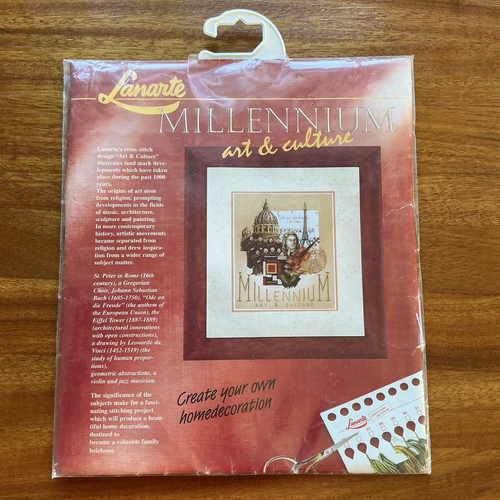 Lanarte
MILLENNIUM
art & culture
Lanarte's cross stitch
design "Art & Culture"
illustrates land mark deve-
lopments which have taken
place during the past 1000
years.
The origins of art stem
from religion, prompting
developments in the fields
of music, architecture,
sculpture and painting.
In more contemporary
history, artistic movements
became separated from
religion and drew inspira-
tion from a wider range of
subject matter.
St. Peter in Rome (16th
century), a Gregorian
Choir, Johann Sebastian
Bach (1685-1750), "Ode an
die Freude" (the anthem of
the European Union), the
Eiffel Tower (1887-1889)
(architectural innovations
with open constructions),
a drawing by Leonardo da
Vinci (1452-1519) (the
study of human propor-
tions),
geometric abstractions, a
violin and jazz musician.
The significance of the
subjects make for a fasci-
nating stitching project
which will produce a beau-
tiful home decoration,
destined to
become a valuable family
heirloom.
MILLENNIUM
ART & CULTURE
Create your own
homedecoration
Lanarte